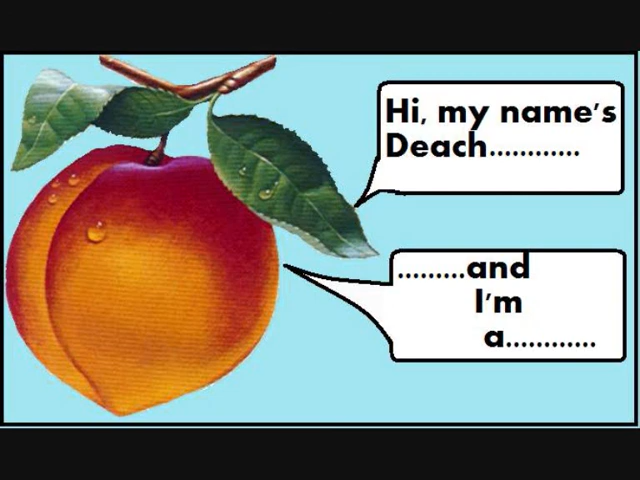 Hi, my name's
Deach............
.........and
I'm
a............